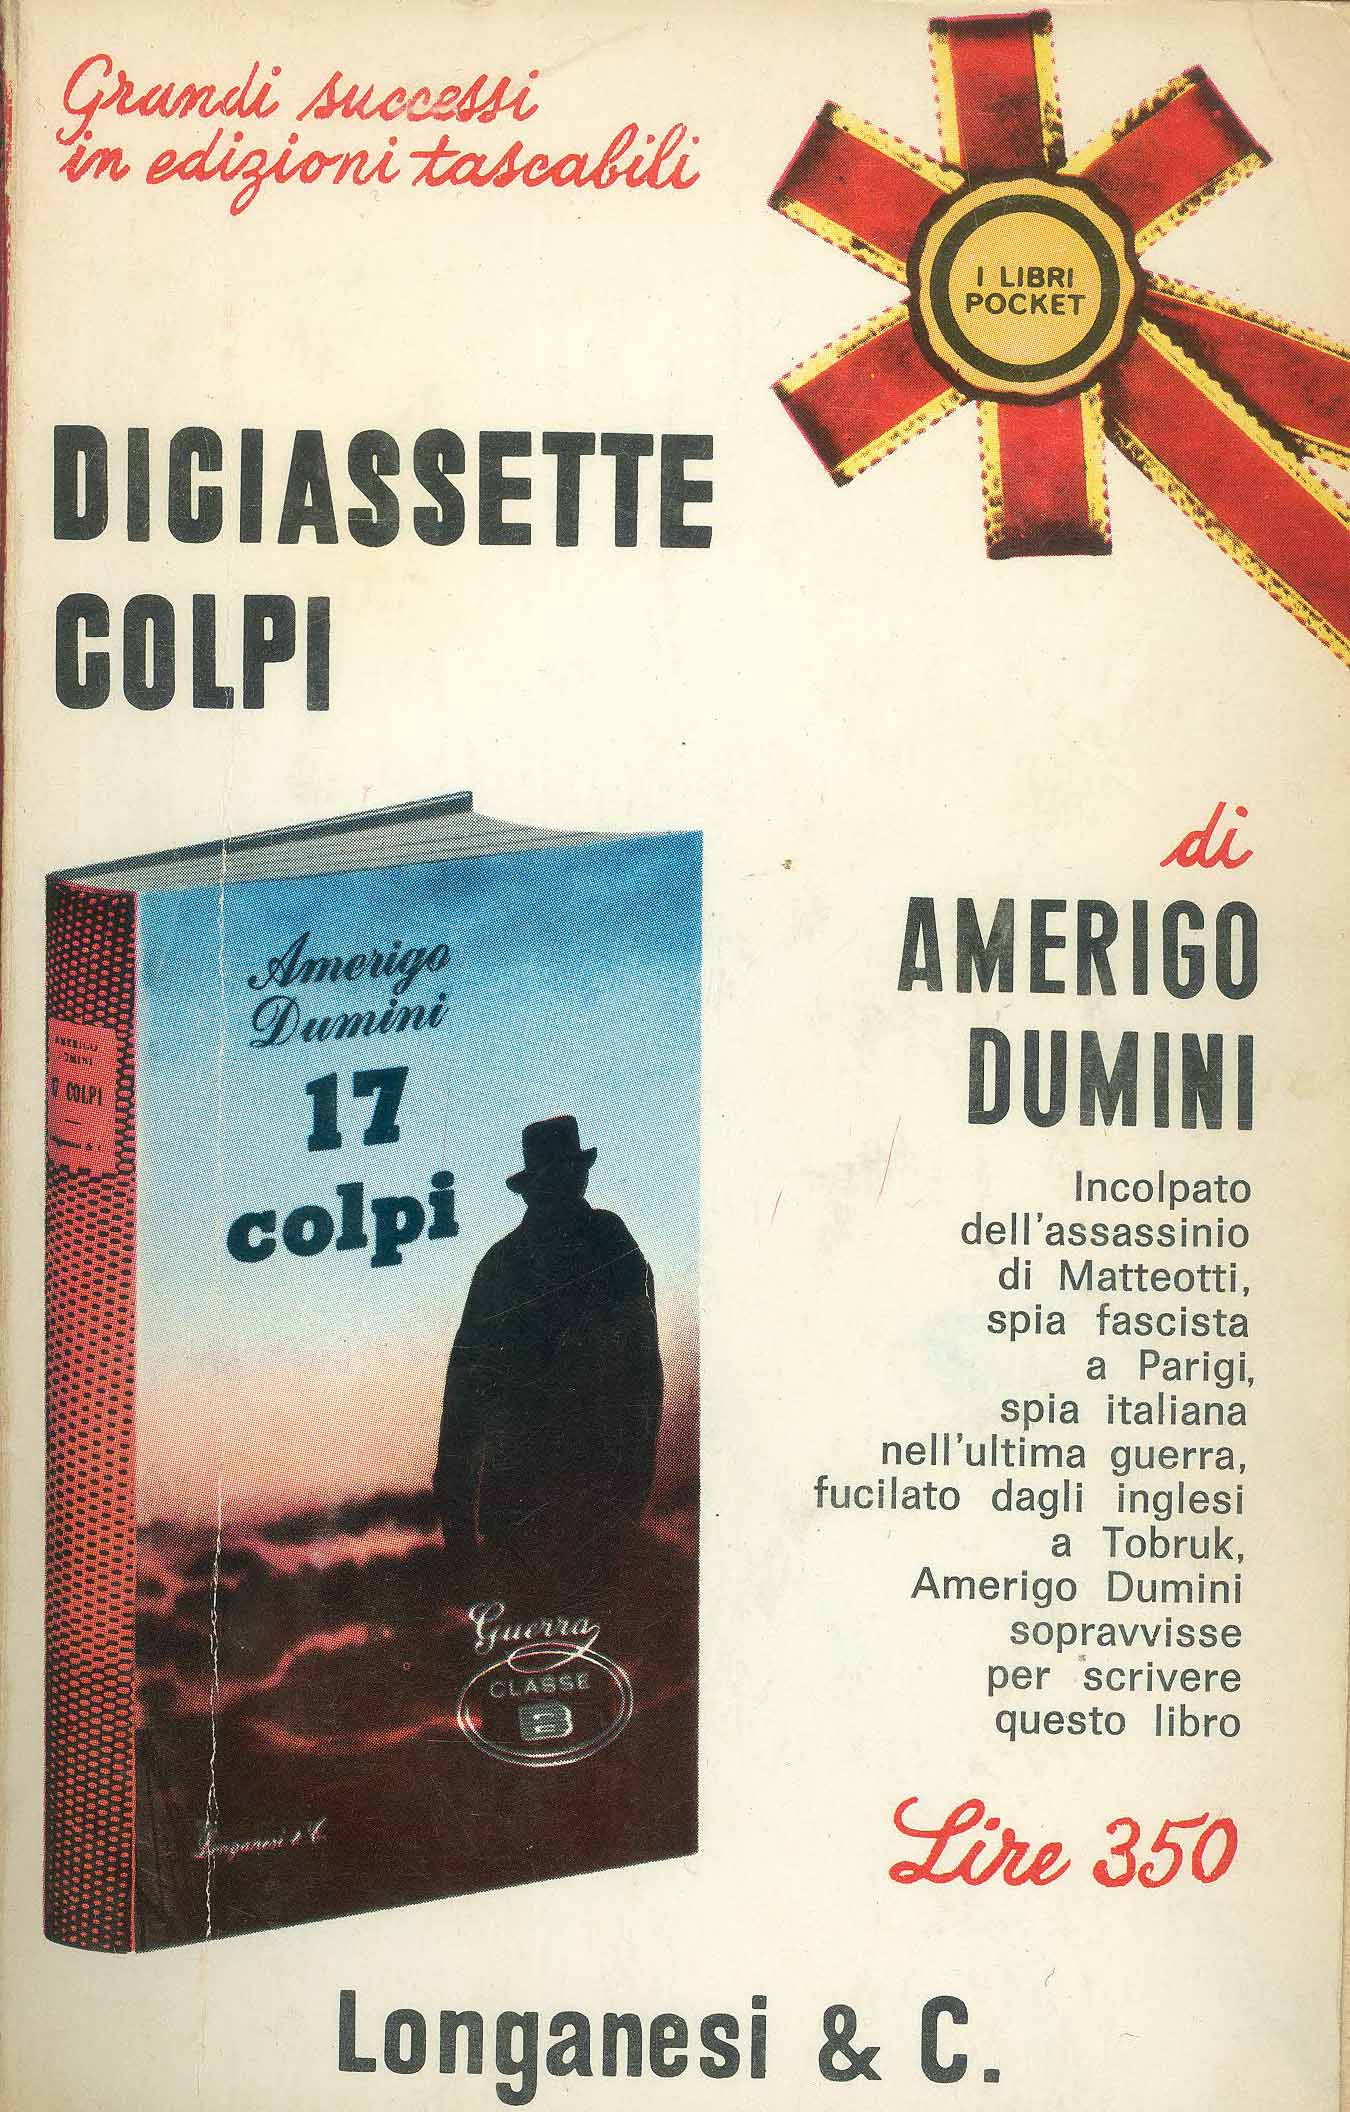 Grandi successi
in edizioni tascabili
I LIBRI
POCKET
DICIASSETTE
COLPI
di
AMERIGO
DUMINI
Incolpato
dell'assassinio
di Matteotti,
spia fascista
a Parigi,
spia italiana
nell'ultima guerra,
fucilato dagli inglesi
a Tobruk,
Amerigo Dumini
sopravvisse
per scrivere
questo libro
Lire 350
Amerigo
Dumini
17
colpi
AMERIGO
COLPI
Guerra
CLASSE
B
Longanesi & C.
Longanesi & C.